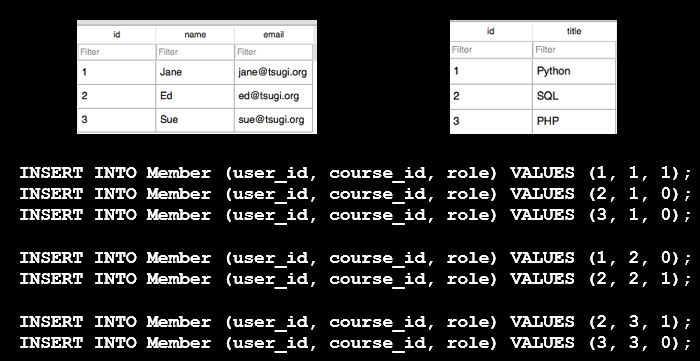 id name email
Filter Filter Filter
1 Jane jane@tsugi.org
2 Ed ed@tsugi.org
3 Sue sue@tsugi.org
id title
Filter Filter
1 Python
2 SQL
3 PHP
INSERT INTO Member (user_id, course_id, role) VALUES (1, 1, 1);
INSERT INTO Member (user_id, course_id, role) VALUES (2, 1, 0);
INSERT INTO Member (user_id, course_id, role) VALUES (3, 1, 0);
INSERT INTO Member (user_id, course_id, role) VALUES (1, 2, 0);
INSERT INTO Member (user_id, course_id, role) VALUES (2, 2, 1);
INSERT INTO Member (user_id, course_id, role) VALUES (2, 3, 1);
INSERT INTO Member (user_id, course_id, role) VALUES (3, 3, 0);